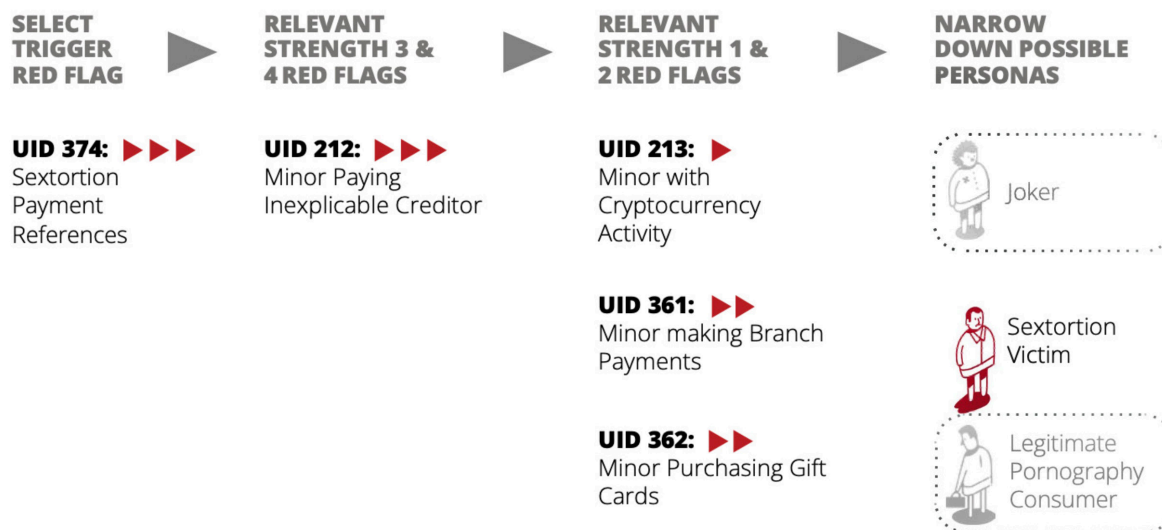 SELECT
TRIGGER
RED FLAG
RELEVANT
STRENGTH 3 &
4 RED FLAGS
RELEVANT
STRENGTH 1 &
2 RED FLAGS
NARROW
DOWN POSSIBLE
PERSONAS
UID 374:
Sextortion
Payment
References
UID 212:
Minor Paying
Inexplicable Creditor
UID 213:
Minor with
Cryptocurrency
Activity
UID 361:
Minor making Branch
Payments
UID 362:
Minor Purchasing Gift
Cards
Joker
Sextortion
Victim
Legitimate
Pornography
Consumer